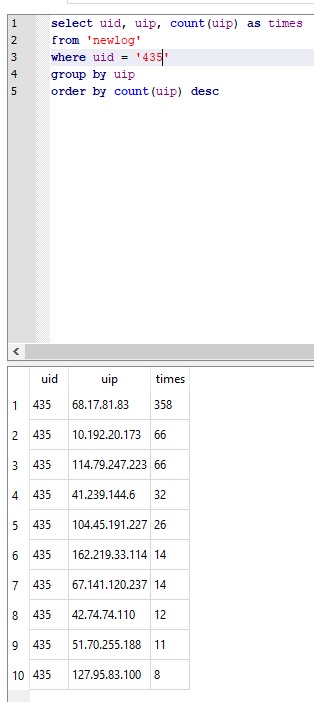 1 select uid, uip, count(uip) as times
2 from 'newlog'
3 where uid = '435'
4 group by uip
5 order by count(uip) desc
uid uip times
1 435 68.17.81.83 358
2 435 10.192.20.173 66
3 435 114.79.247.223 66
4 435 41.239.144.6 32
5 435 104.45.191.227 26
6 435 162.219.33.114 14
7 435 67.141.120.237 14
8 435 42.74.74.110 12
9 435 51.70.255.188 11
10 435 127.95.83.100 8